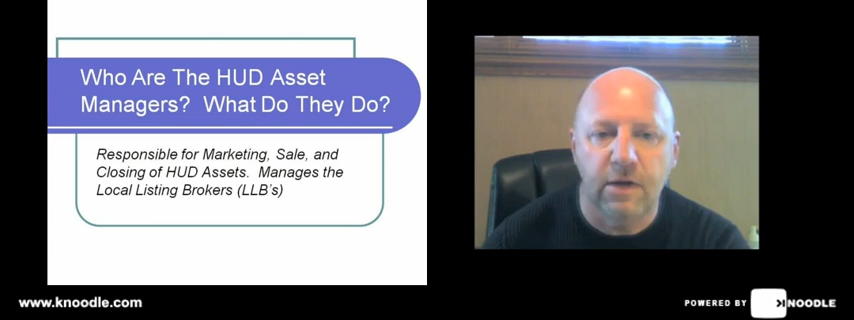 Who Are The HUD Asset
Managers? What Do They Do?
Responsible for Marketing, Sale, and
Closing of HUD Assets. Manages the
Local Listing Brokers (LLB's)
www.knoodle.com
POWERED BY KNOODLE